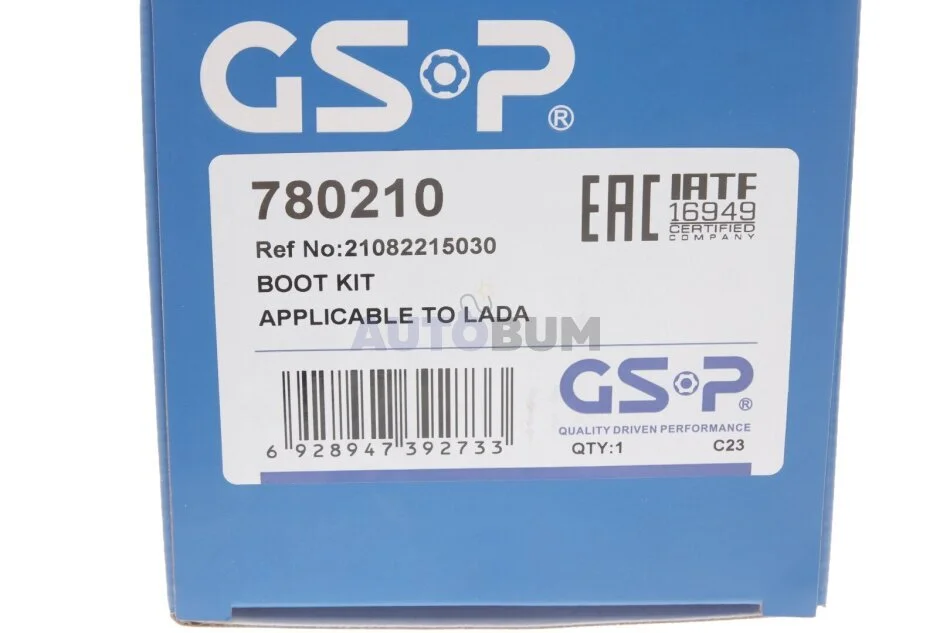 GSP®
780210
EAC
IATF
16949
CERTIFIED
COMPANY
Ref No:21082215030
BOOT KIT
APPLICABLE TO LADA
AUTOBUM
6 928947 392733
GSP®
QUALITY DRIVEN PERFORMANCE
QTY:1 C23